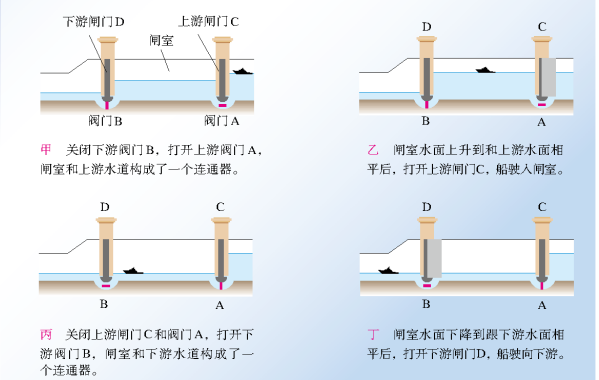 下游闸门D
上游闸门C
闸室
阀门B
阀门A
甲 关闭下游阀门B，打开上游阀门A，
闸室和上游水道构成了一个连通器。
D
C
B
A
乙 闸室水面上升到和上游水面相
平后，打开上游闸门C，船驶入闸室。
D
C
B
A
丙 关闭上游闸门C和阀门A，打开下
游阀门B，闸室和下游水道构成了一
个连通器。
D
C
B
A
丁 闸室水面下降到跟下游水面相
平后，打开下游闸门D，船驶向下游。